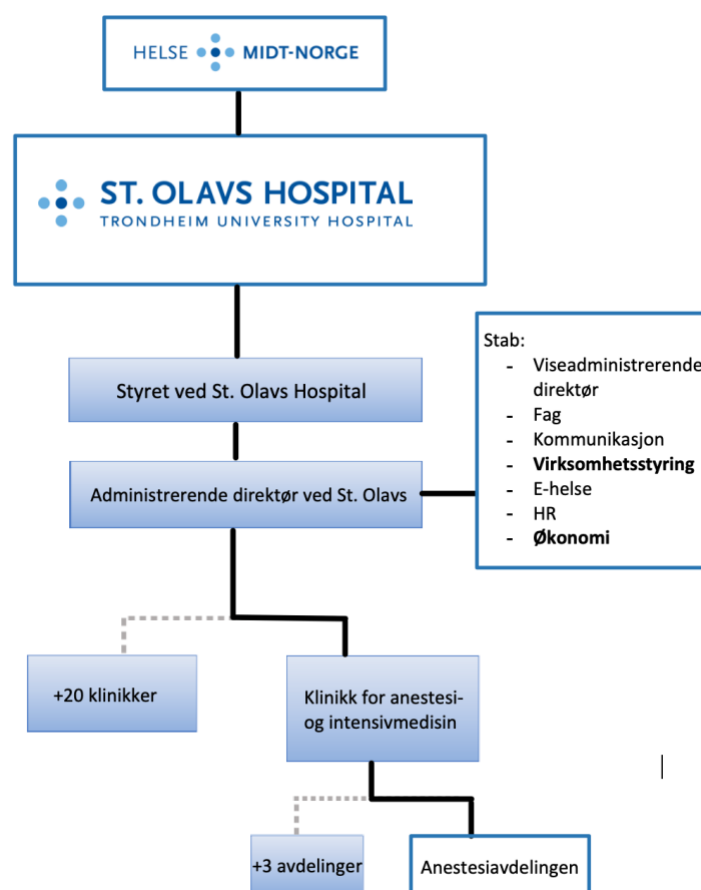 HELSE MIDT-NORGE
ST. OLAVS HOSPITAL
TRONDHEIM UNIVERSITY HOSPITAL
Stab:
- Viseadministrerende
direktør
- Fag
- Kommunikasjon
- Virksomhetsstyring
- E-helse
- HR
- Økonomi
Styret ved St. Olavs Hospital
Administrerende direktør ved St. Olavs
+20 klinikker
Klinikk for anestesi-
og intensivmedisin
+3 avdelinger
Anestesiavdelingen